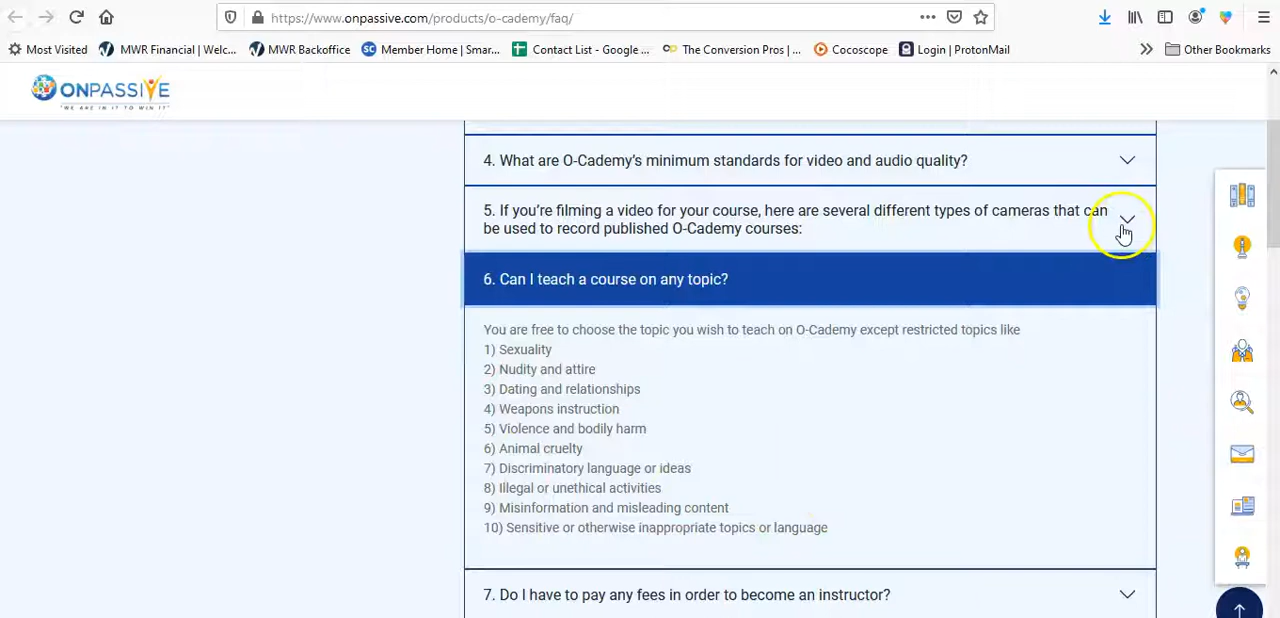 https://www.onpassive.com/products/o-cademy/faq/
Most Visited
MWR Financial | Welc...
MWR Backoffice
Member Home | Smar...
Contact List - Google ...
The Conversion Pros | ...
Cocoscope
Login | ProtonMail
Other Bookmarks
ONPASSIVE
"WE ARE IN IT TO WIN IT"
4. What are O-Cademy’s minimum standards for video and audio quality?
5. If you’re filming a video for your course, here are several different types of cameras that can
be used to record published O-Cademy courses:
6. Can I teach a course on any topic?
You are free to choose the topic you wish to teach on O-Cademy except restricted topics like
1) Sexuality
2) Nudity and attire
3) Dating and relationships
4) Weapons instruction
5) Violence and bodily harm
6) Animal cruelty
7) Discriminatory language or ideas
8) Illegal or unethical activities
9) Misinformation and misleading content
10) Sensitive or otherwise inappropriate topics or language
7. Do I have to pay any fees in order to become an instructor?